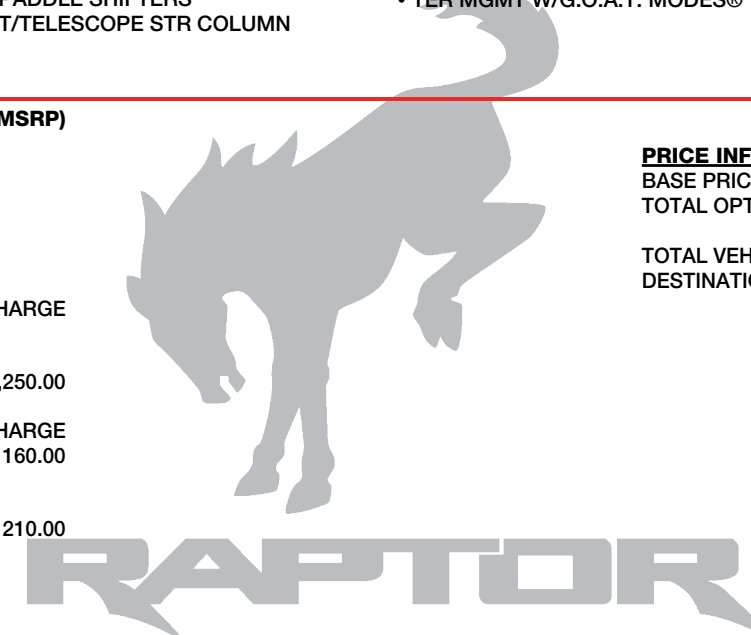 PADDLE SHIFTERS
T/TELESCOPE STR COLUMN
• TER MGMT W/G.O.A.T. MODES®
MSRP)
HARGE
,250.00
HARGE
160.00
210.00
PRICE INF
BASE PRIC
TOTAL OPT
TOTAL VEH
DESTINATI
RAPTOR